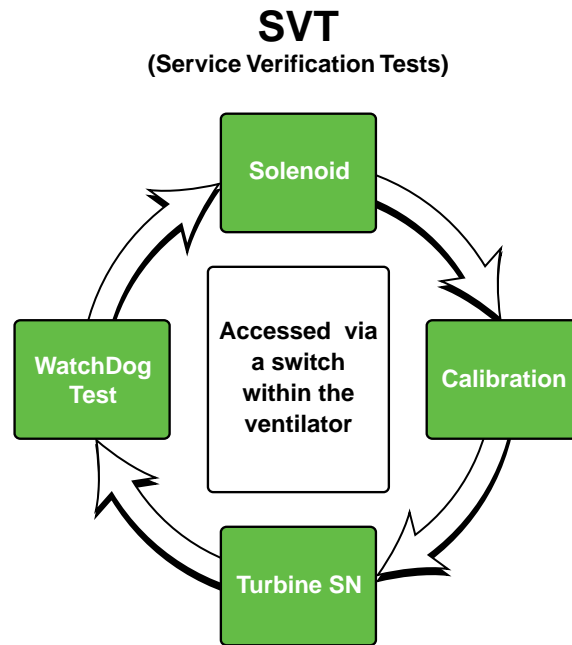 SVT
(Service Verification Tests)
Solenoid
Accessed via
a switch
within the
ventilator
WatchDog
Test
Calibration
Turbine SN